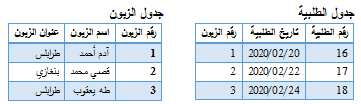 جدول الطلبية
رقم الطلبية تاريخ الطلبية رقم الزبون
16 2020/02/20 1
17 2020/02/22 2
18 2020/02/24 3
جدول الزبون
رقم الزبون اسم الزبون عنوان الزبون
1 آدم أحمد طرابلس
2 قصي محمد بنغازي
3 طه يعقوب طرابلس